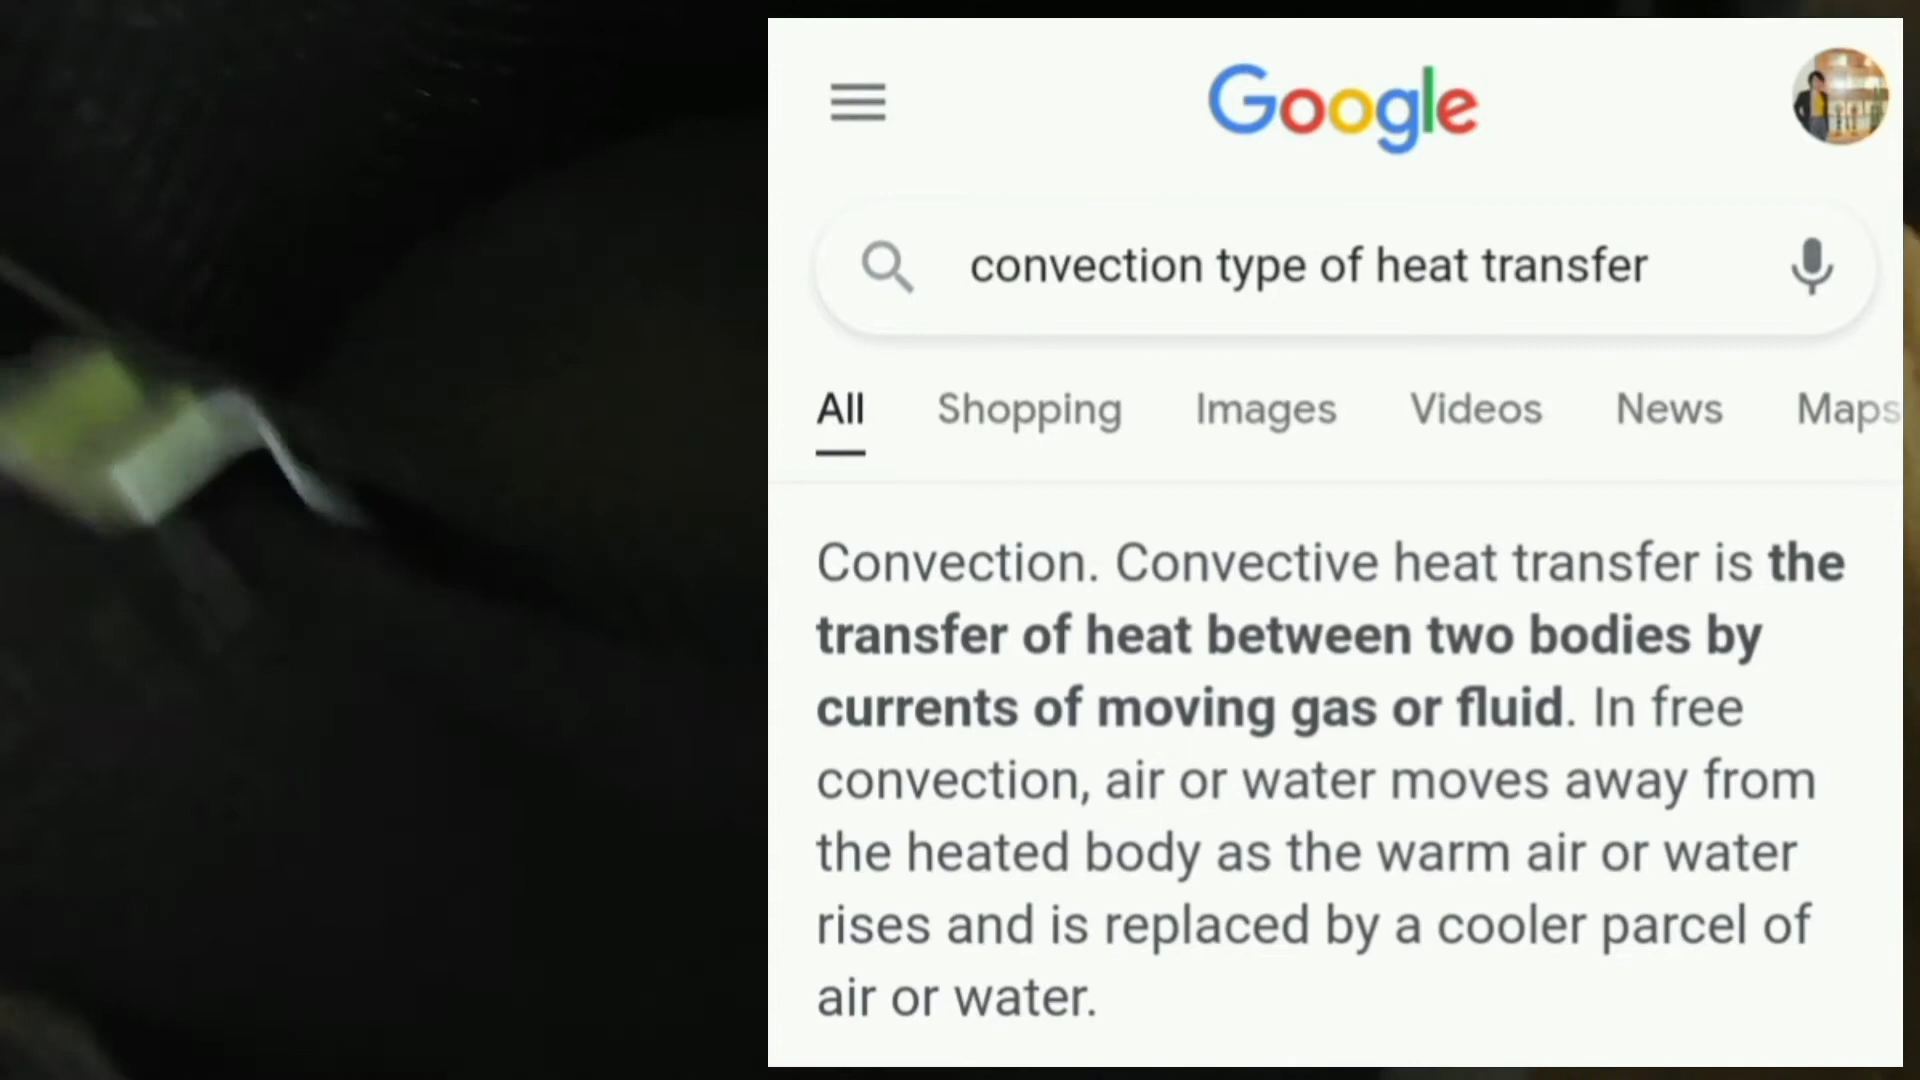 Google
convection type of heat transfer
All Shopping Images Videos News Maps
Convection. Convective heat transfer is the
transfer of heat between two bodies by
currents of moving gas or fluid. In free
convection, air or water moves away from
the heated body as the warm air or water
rises and is replaced by a cooler parcel of
air or water.